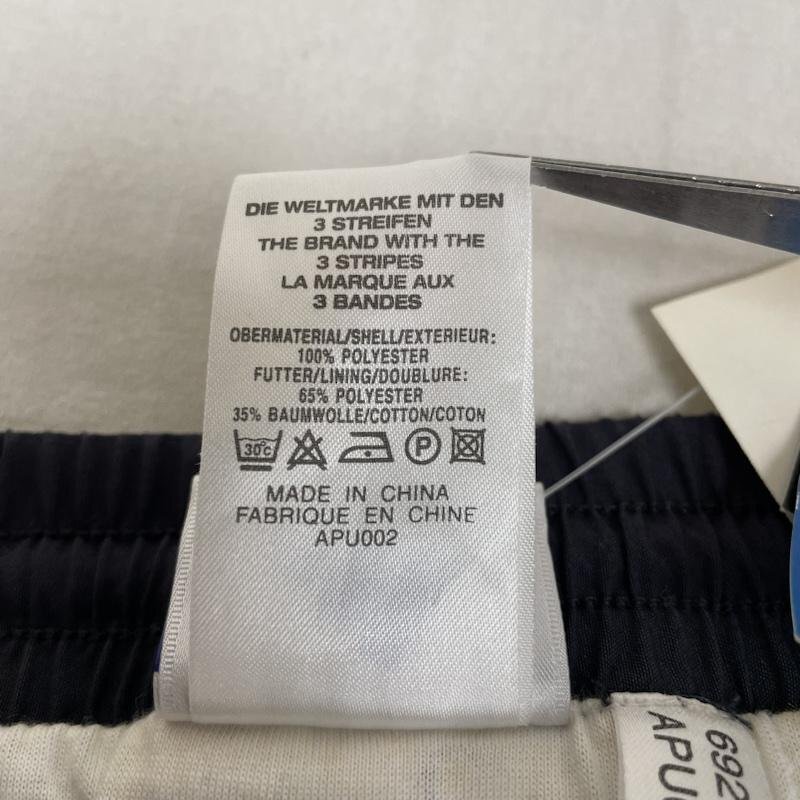 DIE WELTMARKE MIT DEN
3 STREIFEN
THE BRAND WITH THE
3 STRIPES
LA MARQUE AUX
3 BANDES
OBERMATERIAL/SHELL/EXTERIEUR:
100% POLYESTER
FUTTER/LINING/DOUBLURE:
65% POLYESTER
35% BAUMWOLLE/COTTON/COTON
30°c P
MADE IN CHINA
FABRIQUE EN CHINE
APU002
692
APU